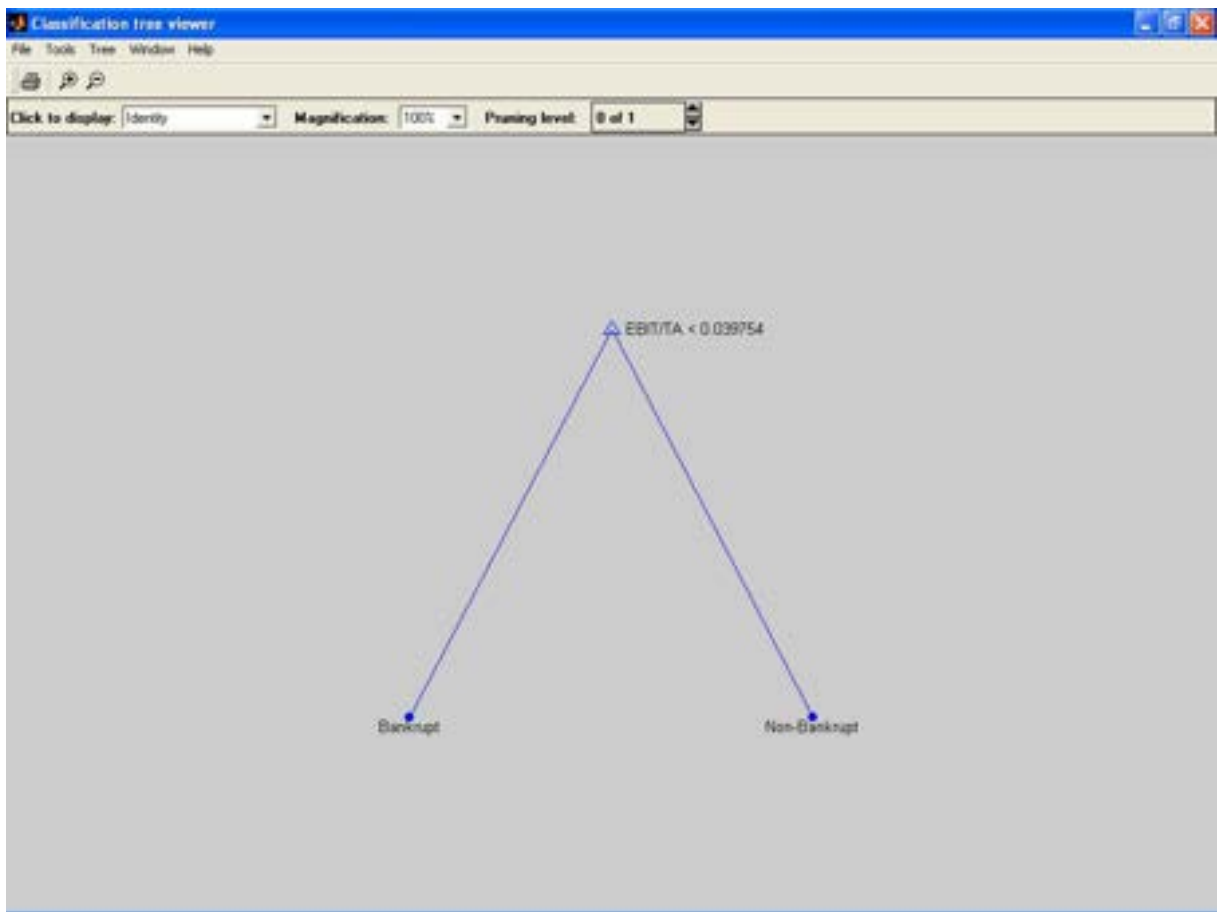 Classification tree viewer
File Tools Tree Window Help
Click to display: Identity Magnification: 100% Pruning level: 0 of 1
EBIT/TA < 0.039754
Bankrupt
Non-Bankrupt